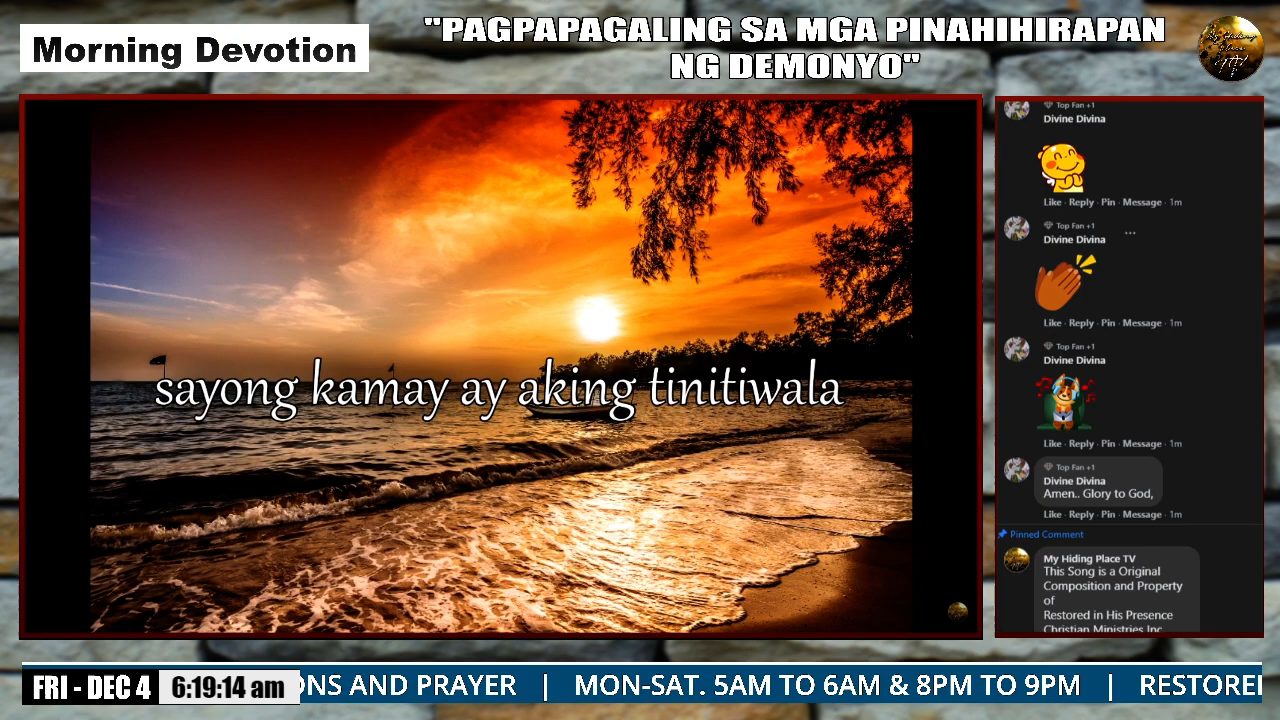 Morning Devotion
"PAGPAPAGALING SA MGA PINAHIHIRAPAN
NG DEMONYO"
sayong kamay ay aking tinitiwala
Top Fan +1
Divine Divina
Like · Reply · Pin · Message · 1m
Top Fan +1
Divine Divina
Like · Reply · Pin · Message · 1m
Top Fan +1
Divine Divina
Like · Reply · Pin · Message · 1m
Top Fan +1
Divine Divina
Amen.. Glory to God,
Like · Reply · Pin · Message · 1m
Pinned Comment
My Hiding Place TV
This Song is a Original
Composition and Property
of
Restored in His Presence
Christian Ministries Inc
FRI - DEC 4 6:19:14 am ONS AND PRAYER | MON-SAT. 5AM TO 6AM & 8PM TO 9PM | RESTORE